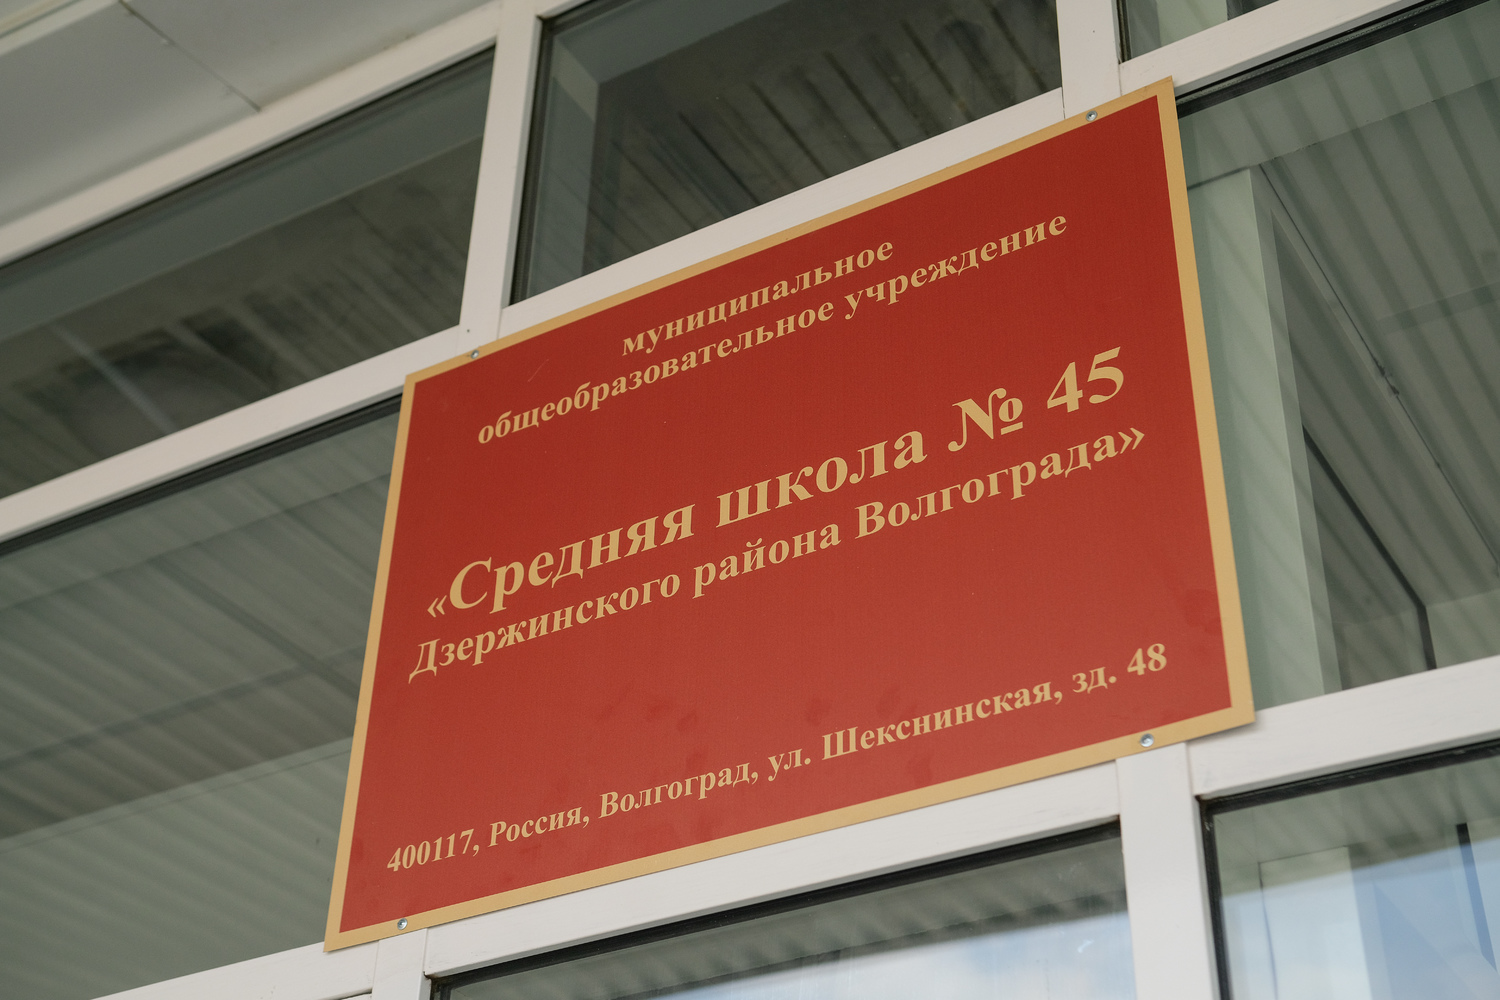 муниципальное
общеобразовательное учреждение
«Средняя школа № 45
Дзержинского района Волгограда»
400117, Россия, Волгоград, ул. Шекснинская, зд. 48